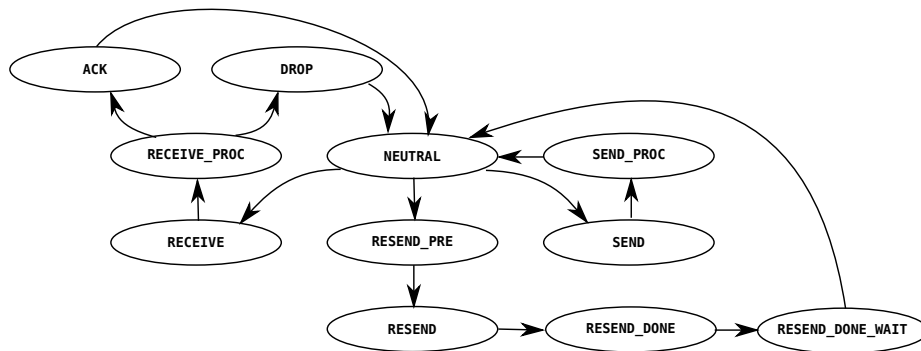 ACK
DROP
RECEIVE_PROC
NEUTRAL
SEND_PROC
RECEIVE
RESEND_PRE
SEND
RESEND
RESEND_DONE
RESEND_DONE_WAIT